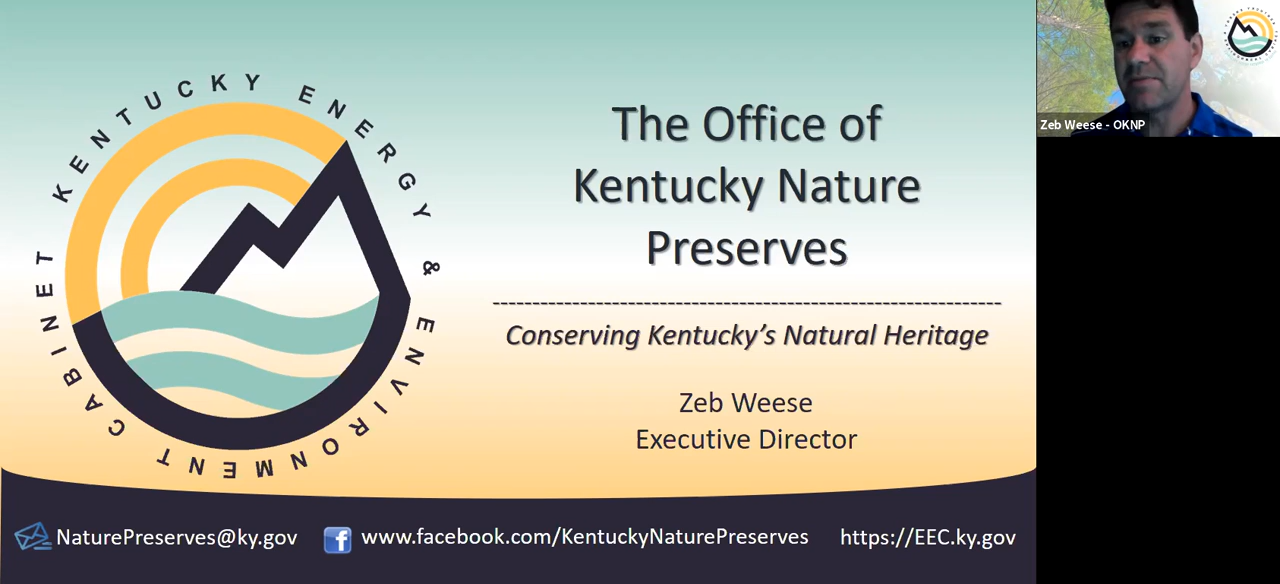 KENTUCKY ENERGY & ENVIRONMENT CABINET
The Office of
Kentucky Nature
Preserves
--------------------------------------------------------------------------------
Conserving Kentucky's Natural Heritage
Zeb Weese
Executive Director
NaturePreserves@ky.gov
www.facebook.com/KentuckyNaturePreserves
https://EEC.ky.gov
Zeb Weese - OKNP